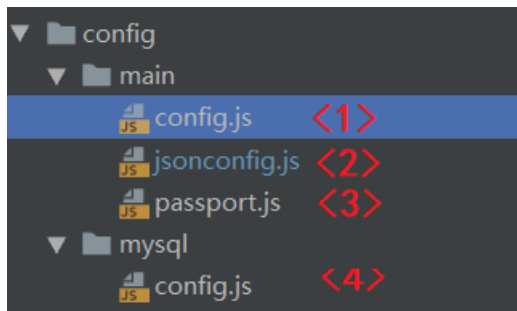 config
main
config.js <1>
jsonconfig.js <2>
passport.js <3>
mysql
config.js <4>